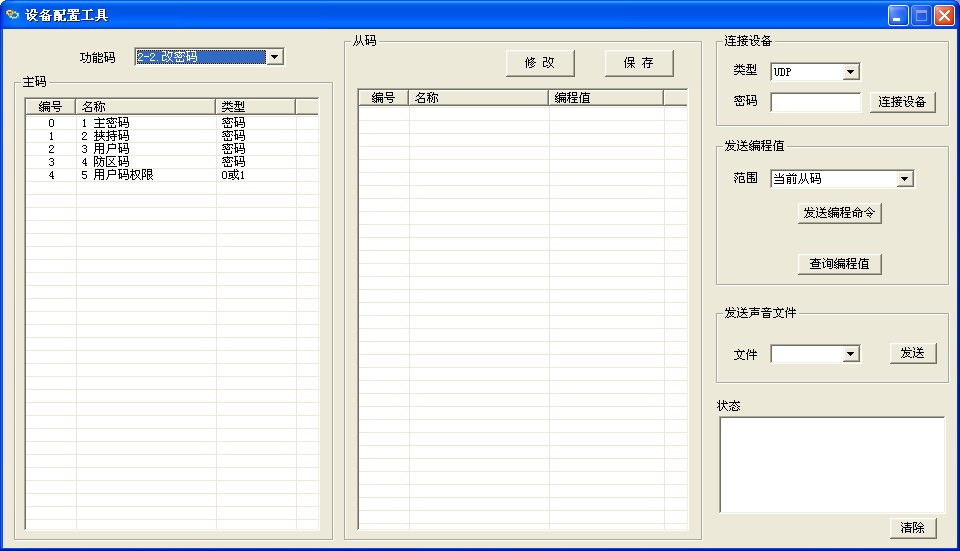 设备配置工具
功能码 2-2.改密码
主码
编号 名称 类型
0 1 主密码 密码
1 2 挟持码 密码
2 3 用户码 密码
3 4 防区码 密码
4 5 用户码权限 0或1
从码
修 改 保 存
编号 名称 编程值
连接设备
类型 UDP
密码 连接设备
发送编程值
范围 当前从码
发送编程命令
查询编程值
发送声音文件
文件 发送
状态
清除